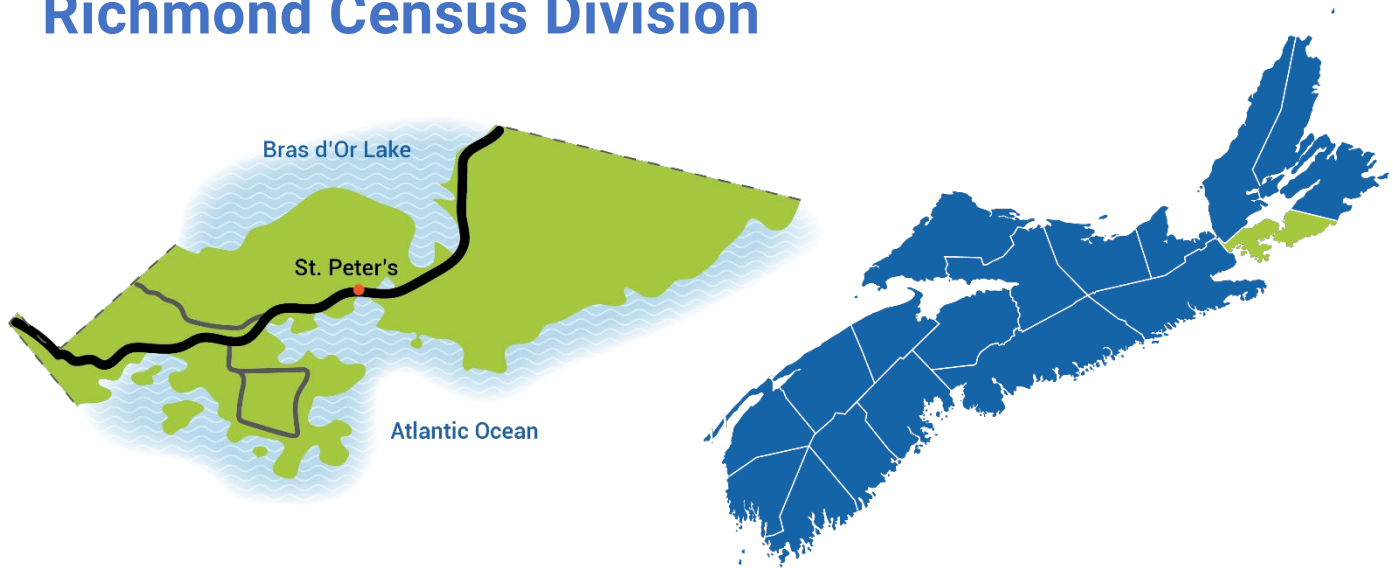 Richmond Census Division
Bras d'Or Lake
St. Peter's
Atlantic Ocean